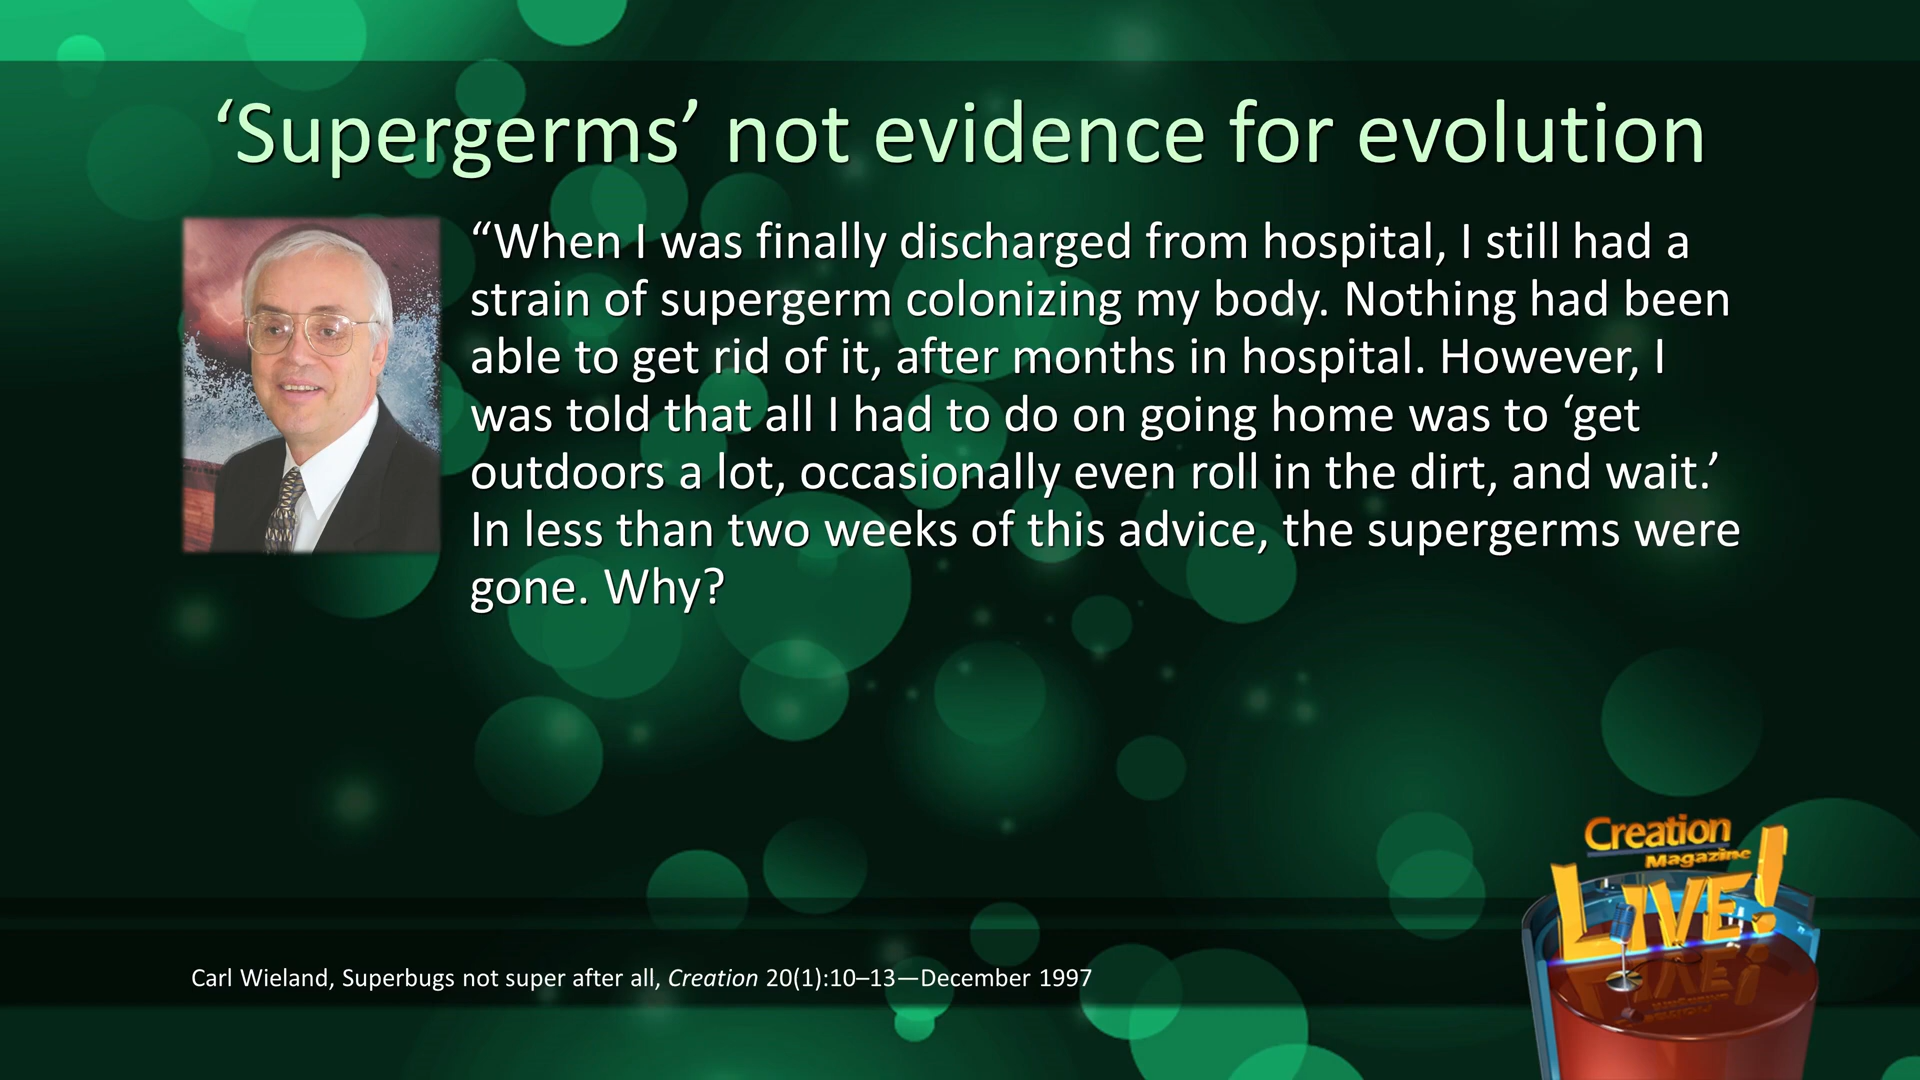 ‘Supergerms’ not evidence for evolution
“When I was finally discharged from hospital, I still had a
strain of supergerm colonizing my body. Nothing had been
able to get rid of it, after months in hospital. However, I
was told that all I had to do on going home was to ‘get
outdoors a lot, occasionally even roll in the dirt, and wait.’
In less than two weeks of this advice, the supergerms were
gone. Why?
Creation
Magazine
LIVE!
Carl Wieland, Superbugs not super after all, Creation 20(1):10–13—December 1997